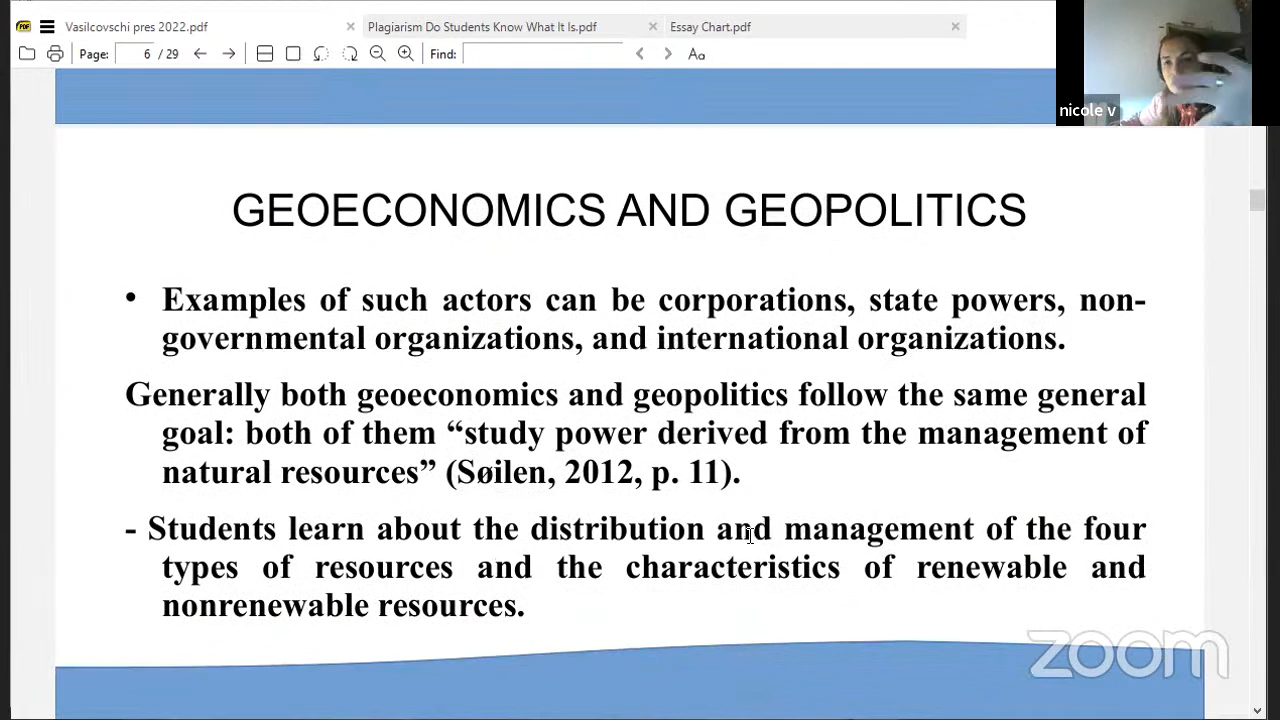 Vasilcovschi pres 2022.pdf
Plagiarism Do Students Know What It Is.pdf
Essay Chart.pdf
Page: 6 / 29
Find:
Aa
nicole v
GEOECONOMICS AND GEOPOLITICS
• Examples of such actors can be corporations, state powers, non-
governmental organizations, and international organizations.
Generally both geoeconomics and geopolitics follow the same general
goal: both of them “study power derived from the management of
natural resources” (Søilen, 2012, p. 11).
- Students learn about the distribution and management of the four
types of resources and the characteristics of renewable and
nonrenewable resources.
zoom